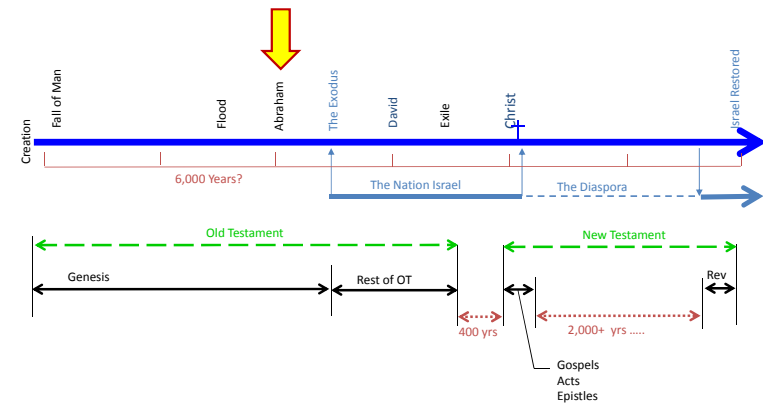 Creation
Fall of Man
Flood
Abraham
The Exodus
David
Exile
Christ
Israel Restored
6,000 Years?
The Nation Israel
The Diaspora
Old Testament
New Testament
Genesis
Rest of OT
Rev
400 yrs
2,000+ yrs .....
Gospels
Acts
Epistles